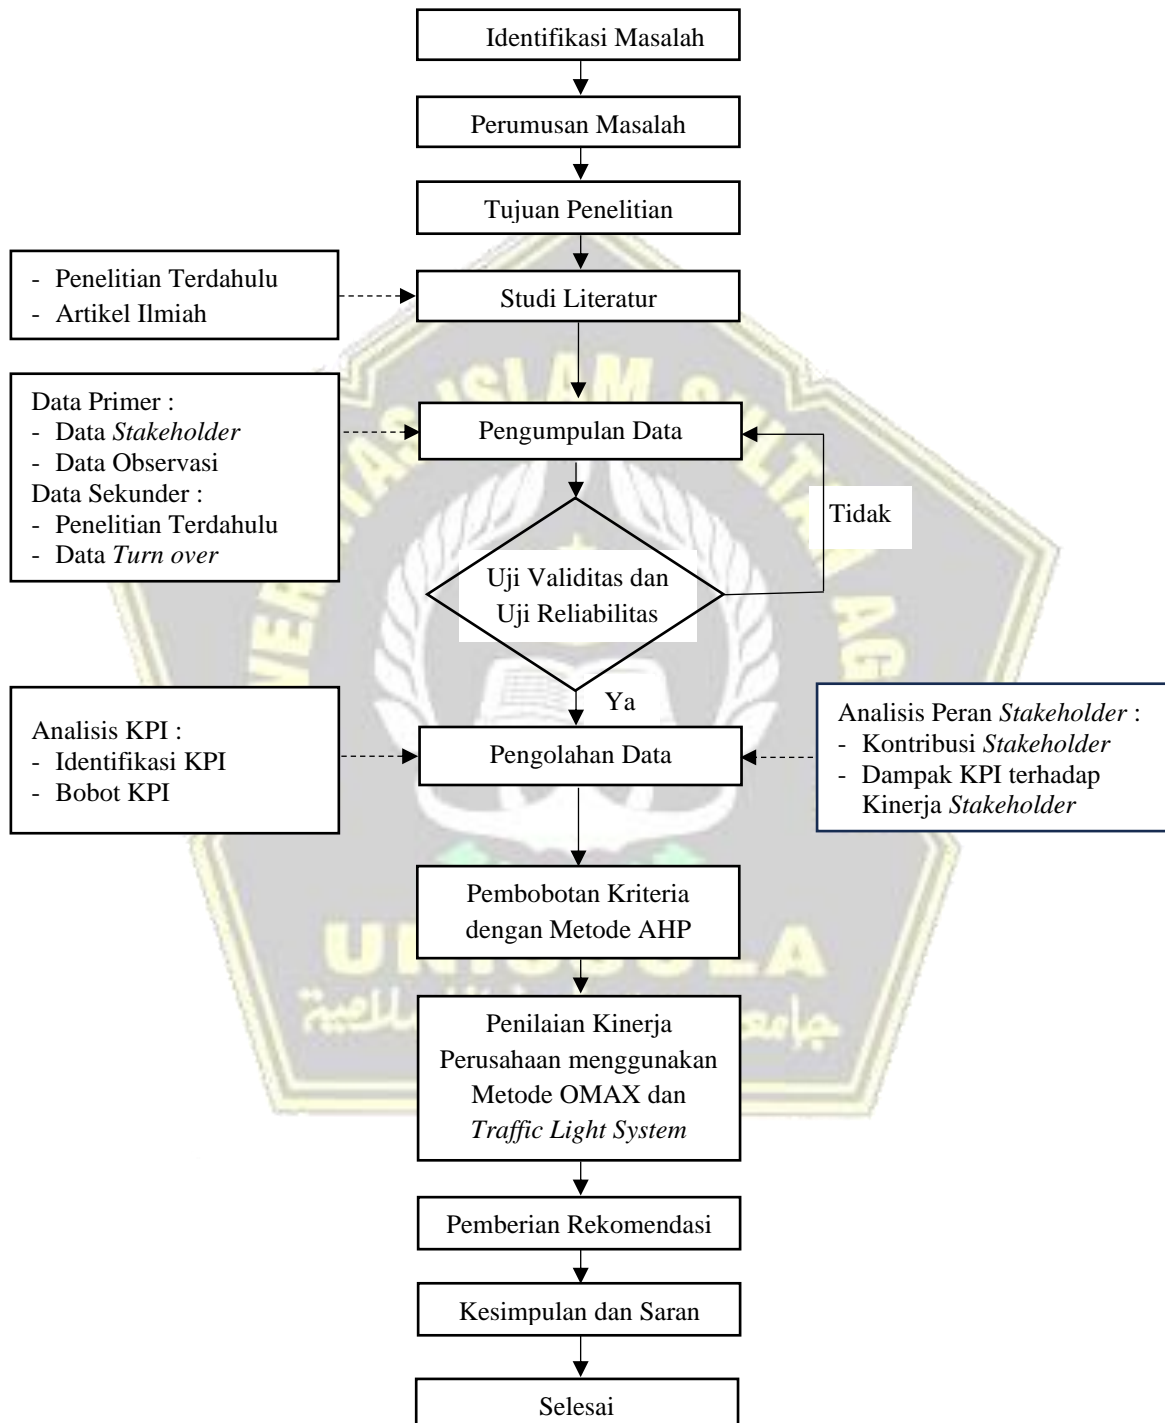 Identifikasi Masalah
Perumusan Masalah
Tujuan Penelitian
- Penelitian Terdahulu
- Artikel Ilmiah
Studi Literatur
Data Primer :
- Data Stakeholder
- Data Observasi
Data Sekunder :
- Penelitian Terdahulu
- Data Turn over
Pengumpulan Data
Tidak
Uji Validitas dan
Uji Reliabilitas
Ya
Analisis KPI :
- Identifikasi KPI
- Bobot KPI
Pengolahan Data
Analisis Peran Stakeholder :
- Kontribusi Stakeholder
- Dampak KPI terhadap
Kinerja Stakeholder
Pembobotan Kriteria
dengan Metode AHP
Penilaian Kinerja
Perusahaan menggunakan
Metode OMAX dan
Traffic Light System
Pemberian Rekomendasi
Kesimpulan dan Saran
Selesai
ISLAM